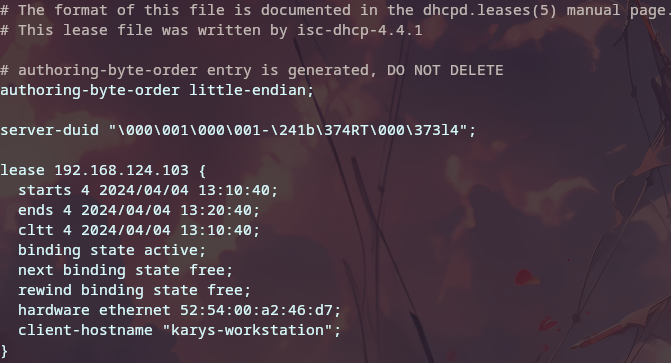 # The format of this file is documented in the dhcpd.leases(5) manual page.
# This lease file was written by isc-dhcp-4.4.1
# authoring-byte-order entry is generated, DO NOT DELETE
authoring-byte-order little-endian;
server-duid "\000\001\000\001-\241b\374RT\000\373l4";
lease 192.168.124.103 {
starts 4 2024/04/04 13:10:40;
ends 4 2024/04/04 13:20:40;
cltt 4 2024/04/04 13:10:40;
binding state active;
next binding state free;
rewind binding state free;
hardware ethernet 52:54:00:a2:46:d7;
client-hostname "karys-workstation";
}